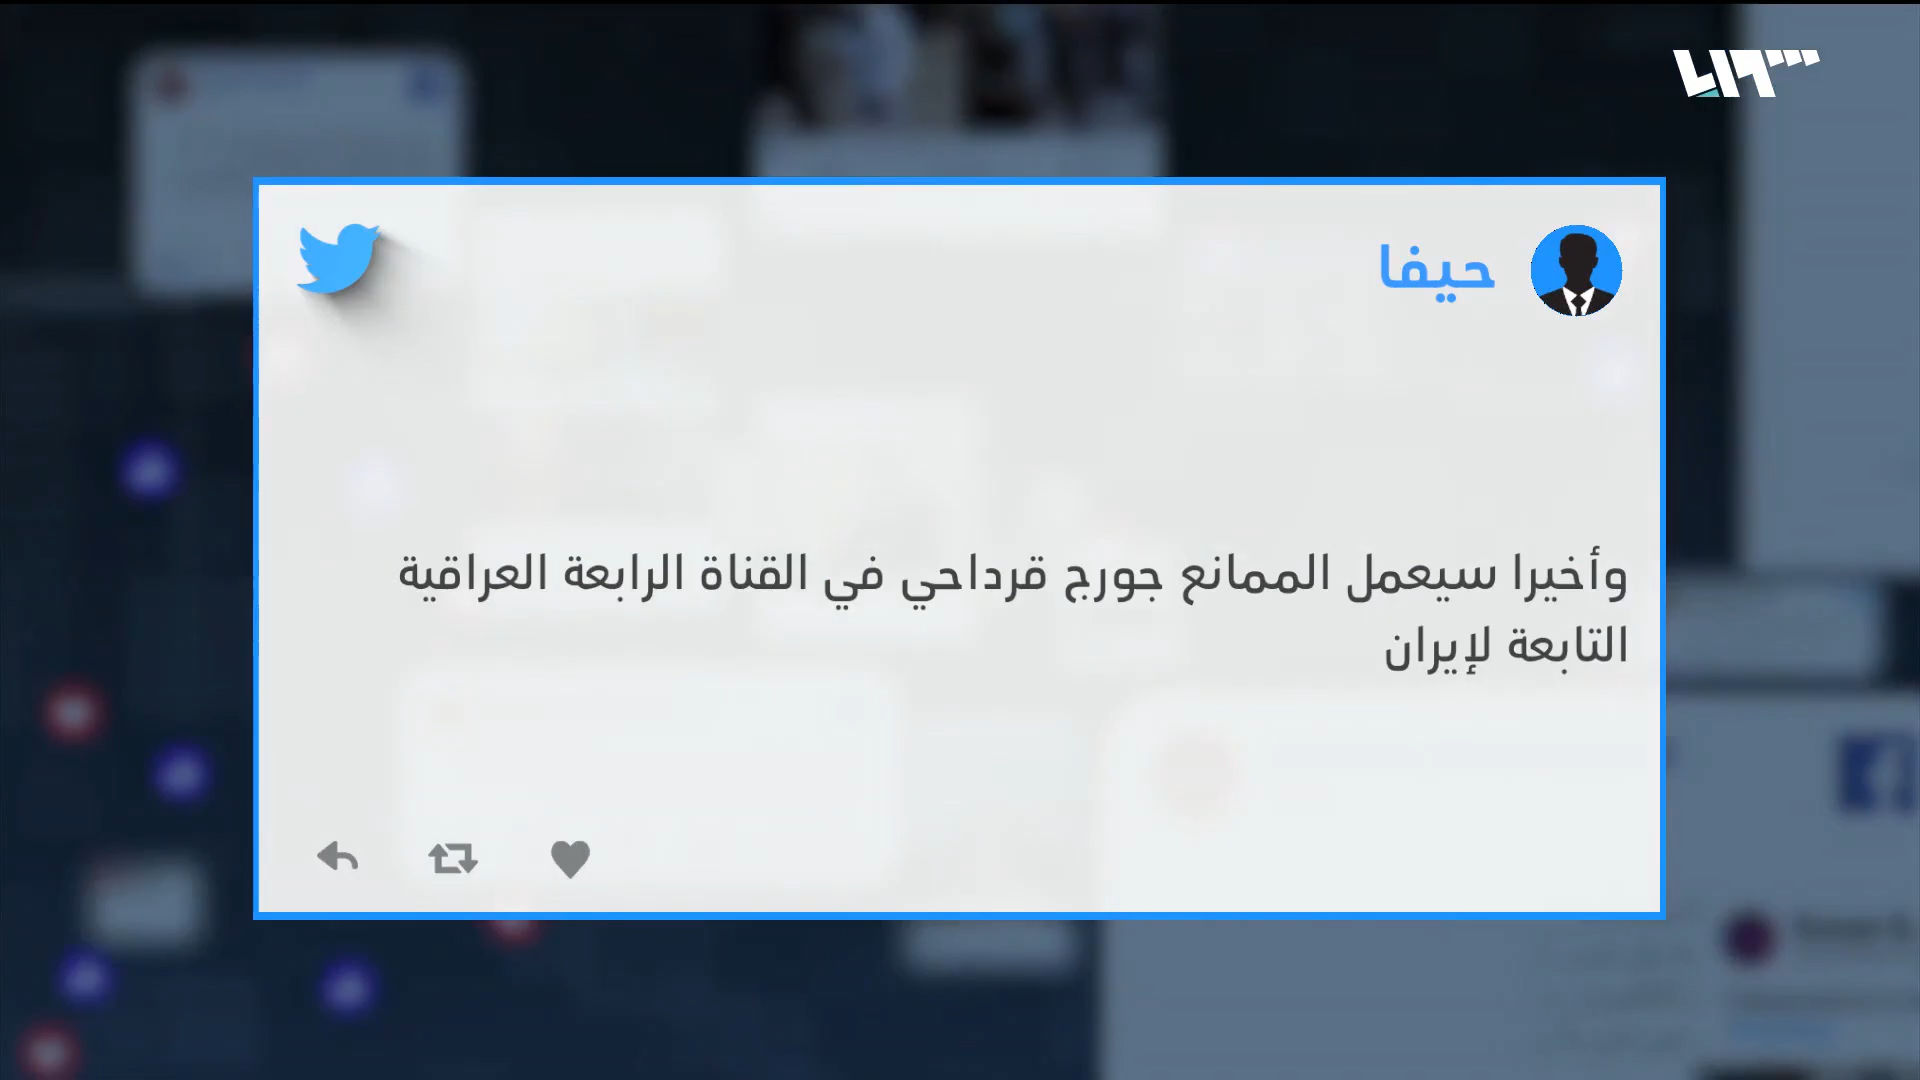 حيفا
وأخيرا سيعمل الممانع جورج قرداحي في القناة الرابعة العراقية
التابعة لإيران